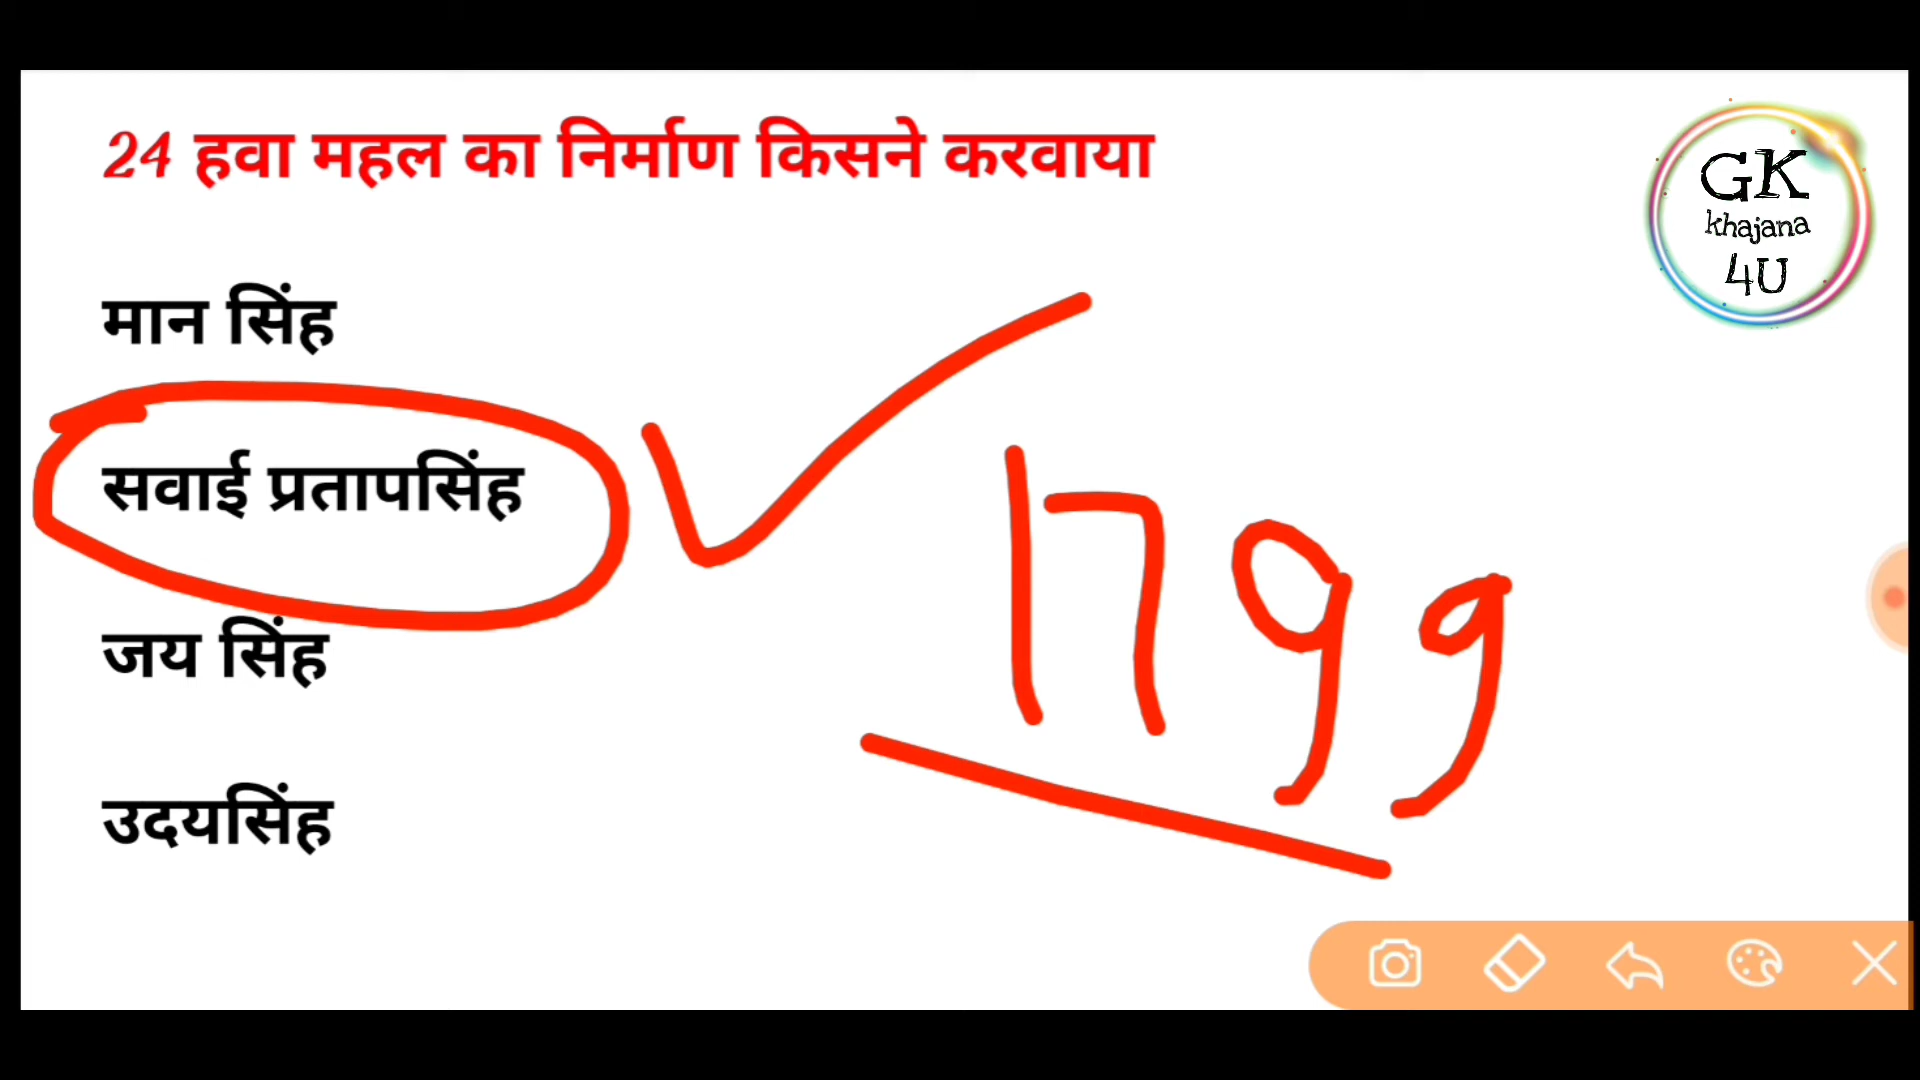 24 हवा महल का निर्माण किसने करवाया
GK
khajana
4U
मान सिंह
सवाई प्रतापसिंह
1799
जय सिंह
उदयसिंह